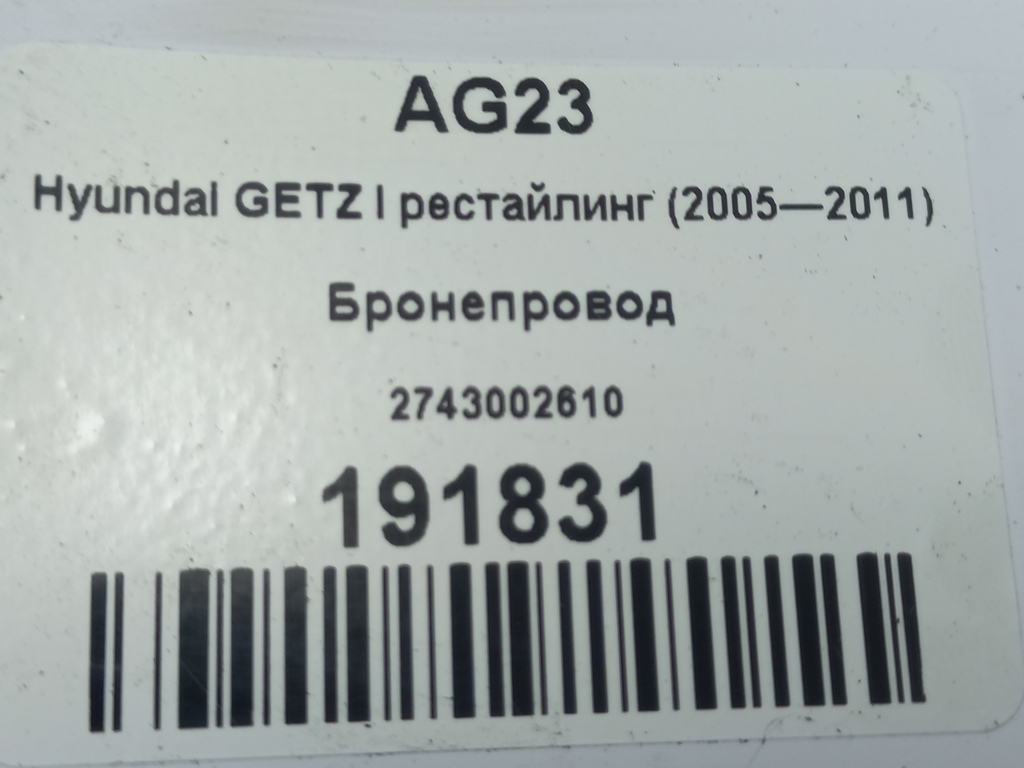 AG23
Hyundai GETZ I рестайлинг (2005—2011)
Бронепровод
2743002610
191831